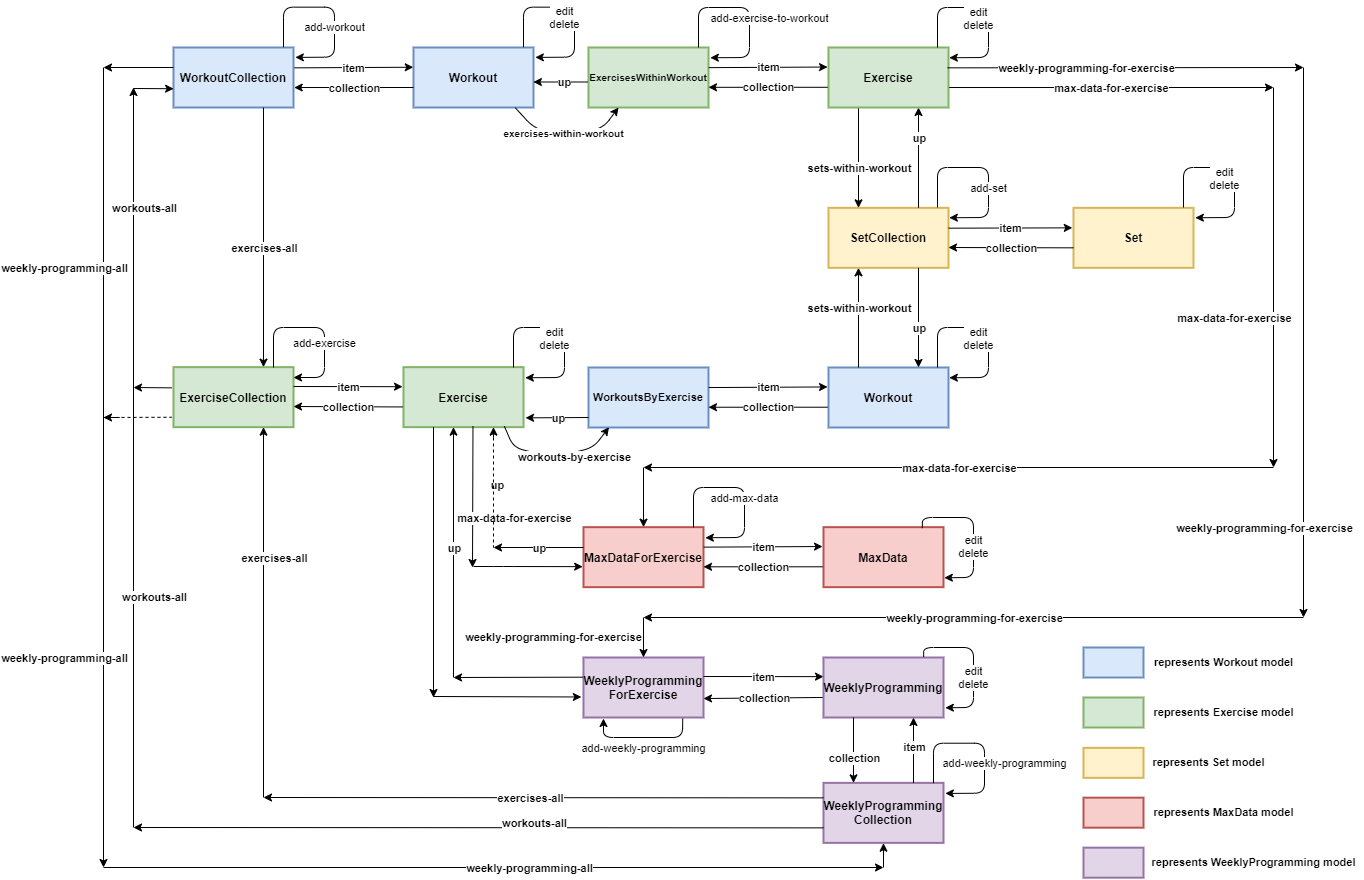 edit
delete
edit
delete
add-workout
add-exercise-to-workout
WorkoutCollection
item
collection
Workout
up
exercises-within-workout
ExercisesWithinWorkout
item
collection
Exercise
weekly-programming-for-exercise
max-data-for-exercise
up
sets-within-workout
add-set
edit
delete
workouts-all
exercises-all
weekly-programming-all
SetCollection
item
collection
Set
sets-within-workout
up
max-data-for-exercise
add-exercise
edit
delete
edit
delete
ExerciseCollection
item
collection
Exercise
up
workouts-by-exercise
WorkoutsByExercise
item
collection
Workout
max-data-for-exercise
up
add-max-data
max-data-for-exercise
weekly-programming-for-exercise
exercises-all
up
up
MaxDataForExercise
item
collection
MaxData
edit
delete
workouts-all
weekly-programming-for-exercise
weekly-programming-for-exercise
weekly-programming-all
WeeklyProgramming
ForExercise
item
collection
WeeklyProgramming
edit
delete
add-weekly-programming
collection
item
add-weekly-programming
exercises-all
workouts-all
WeeklyProgramming
Collection
weekly-programming-all
represents Workout model
represents Exercise model
represents Set model
represents MaxData model
represents WeeklyProgramming model